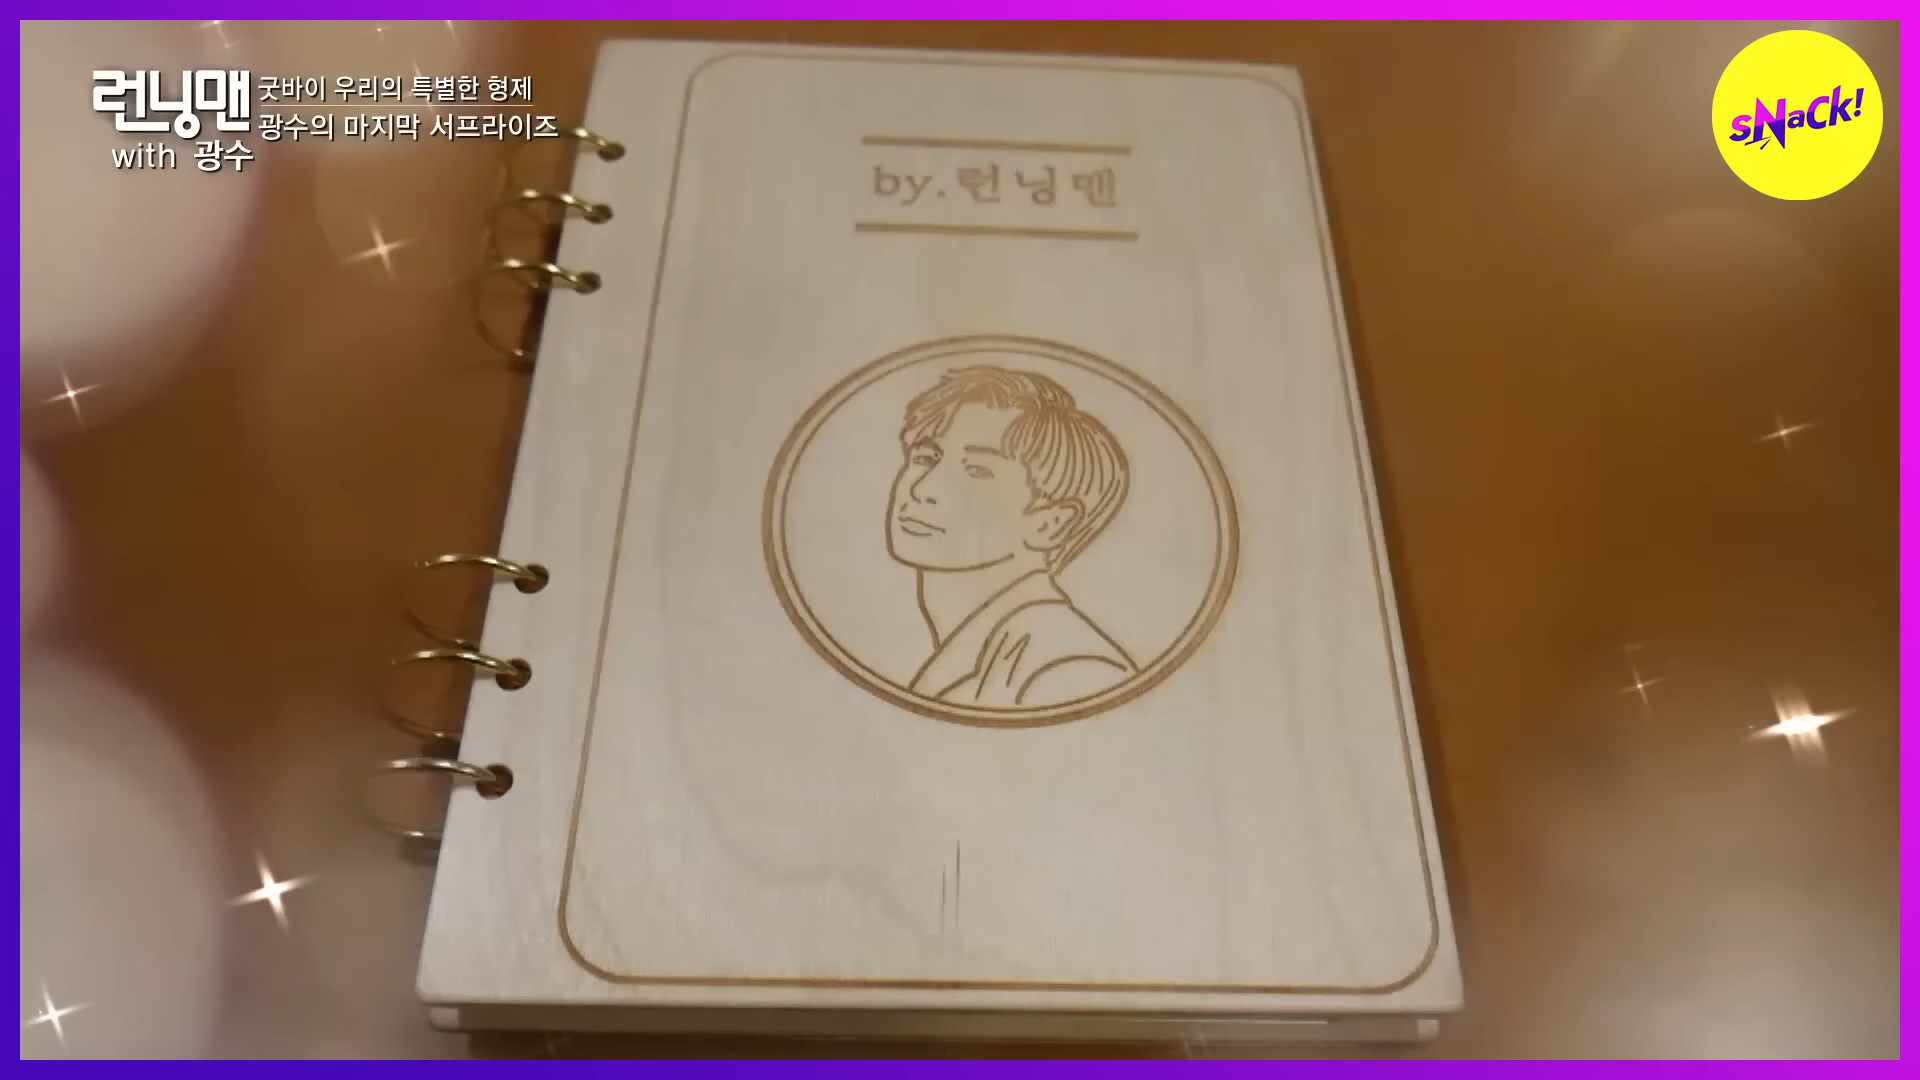 런닝맨
굿바이 우리의 특별한 형제
광수의 마지막 서프라이즈
with 광수
sNaCk!
by.런닝맨